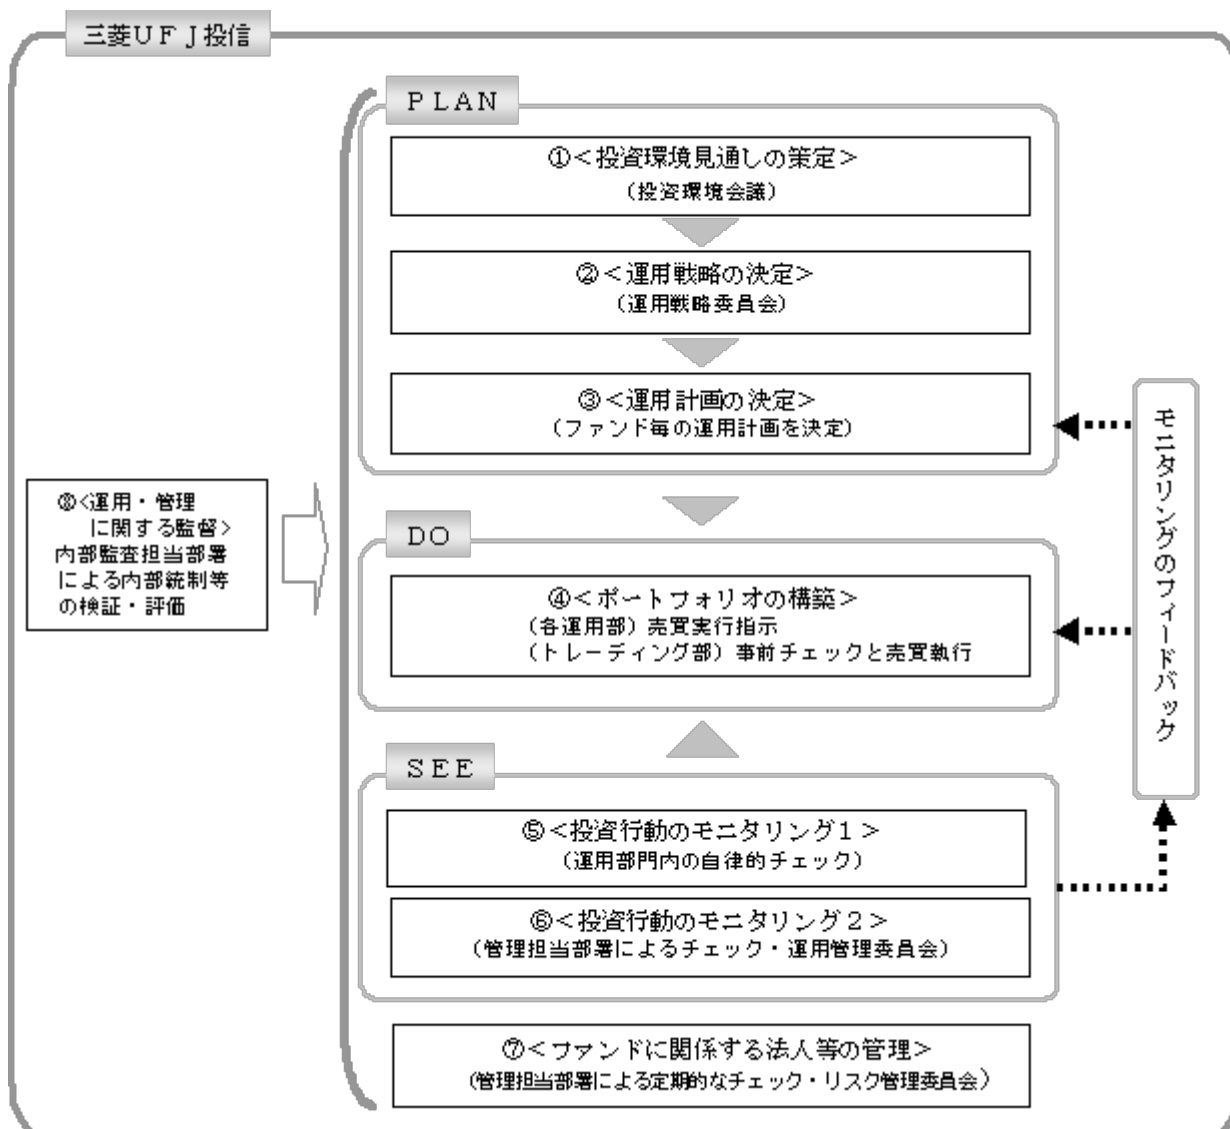 三菱UFJ投信
PLAN
①<投資環境見通しの策定>
(投資環境会議)
②<運用戦略の決定>
(運用戦略委員会)
③<運用計画の決定>
(ファンド毎の運用計画を決定)
⑧<運用・管理
に関する監督>
内部監査担当部署
による内部統制等
の検証・評価
DO
④<ポートフォリオの構築>
(各運用部)売買実行指示
(トレーディング部)事前チェックと売買執行
モニタリングのフィードバック
SEE
⑤<投資行動のモニタリング1>
(運用部門内の自律的チェック)
⑥<投資行動のモニタリング2>
(管理担当部署によるチェック・運用管理委員会)
⑦<ファンドに関係する法人等の管理>
(管理担当部署による定期的なチェック・リスク管理委員会)